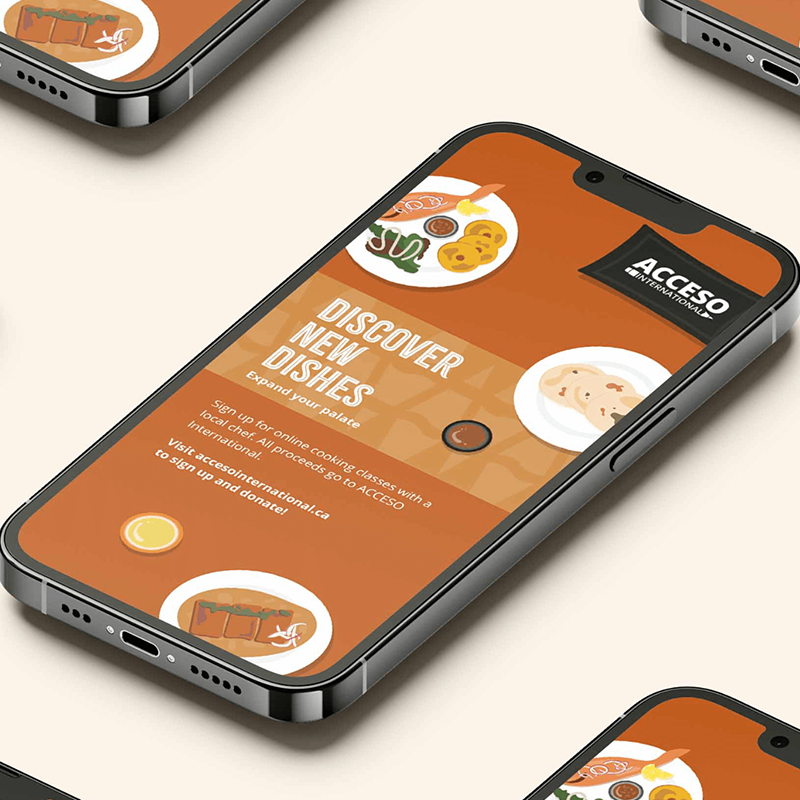 ACCESO
INTERNATIONAL
DISCOVER
NEW
DISHES
Expand your palate
Sign up for online cooking classes with a
local chef. All proceeds go to ACCESO
International.
Visit accesointernational.ca
to sign up and donate!